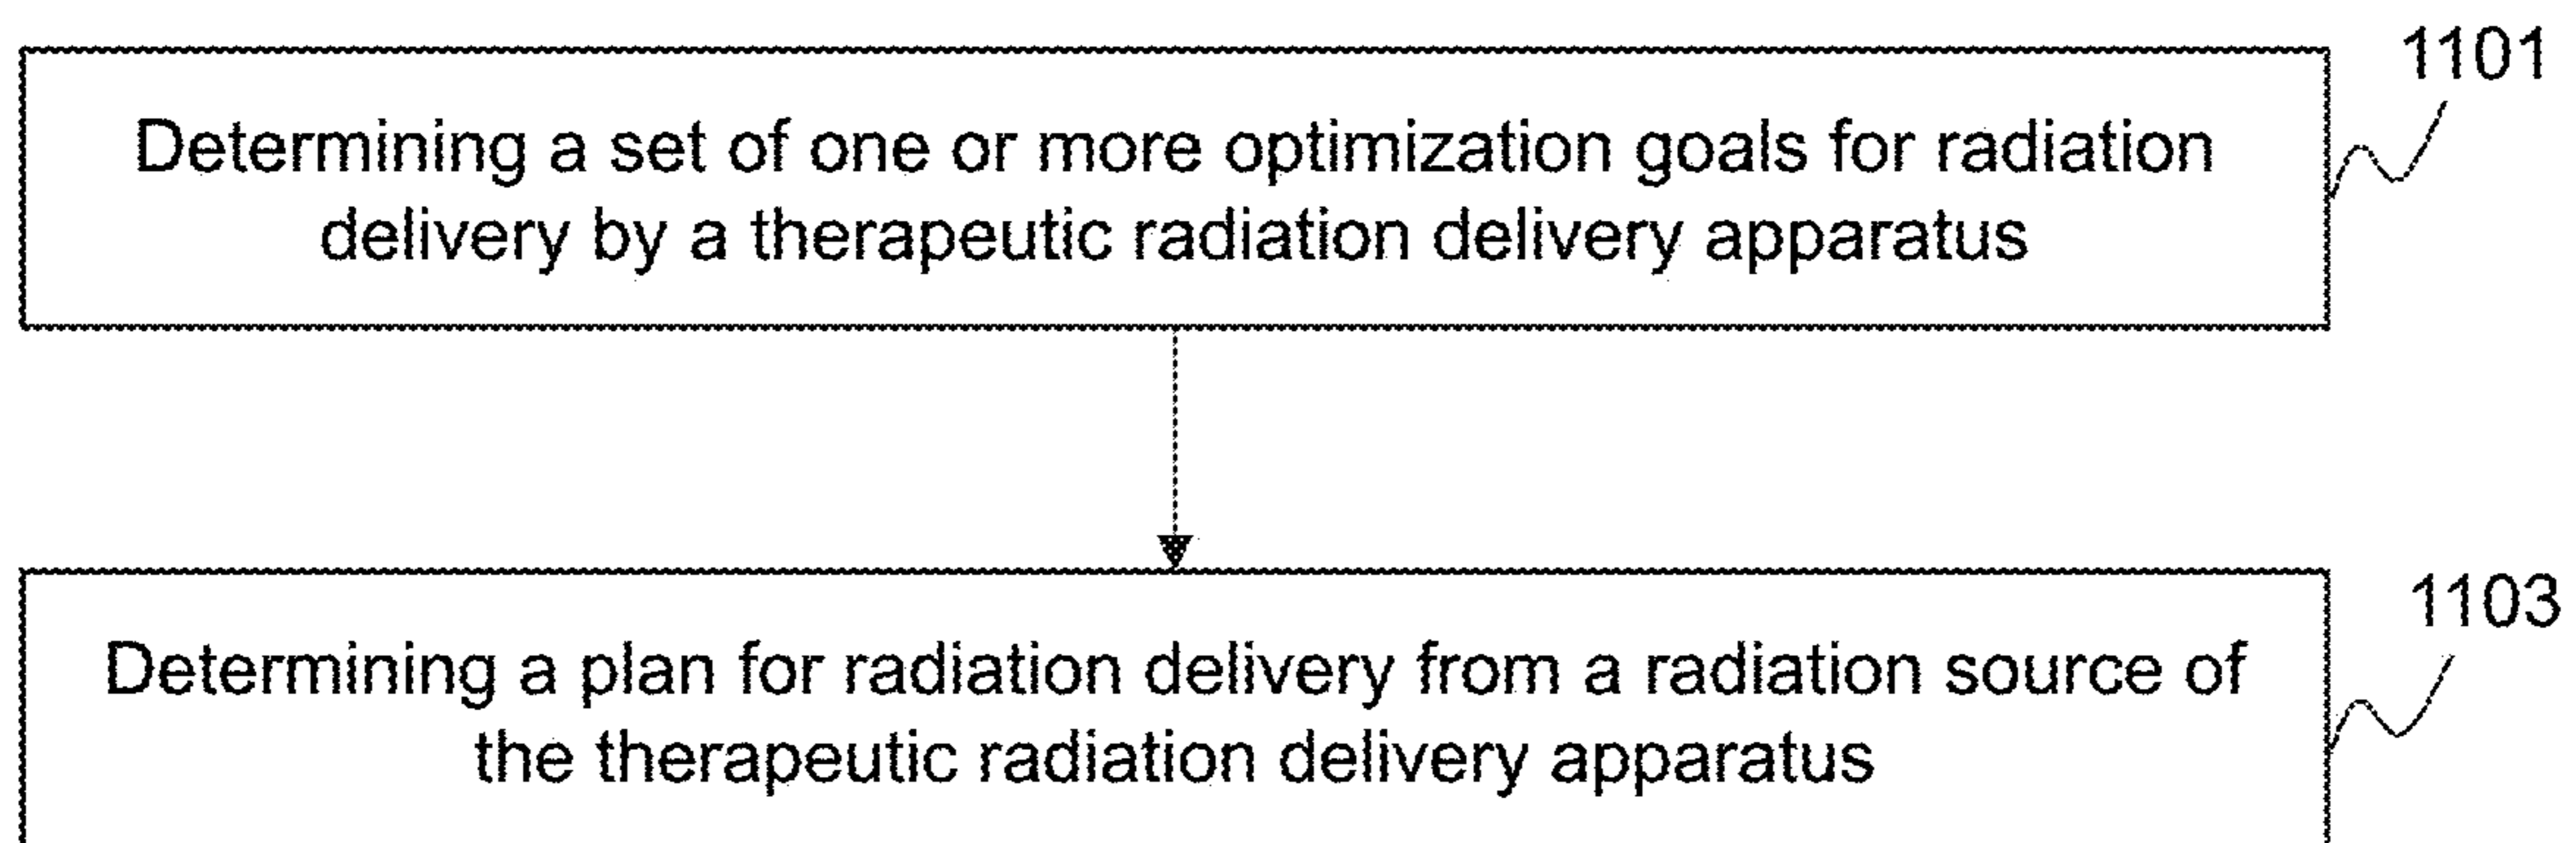 1101
Determining a set of one or more optimization goals for radiation
delivery by a therapeutic radiation delivery apparatus
1103
Determining a plan for radiation delivery from a radiation source of
the therapeutic radiation delivery apparatus